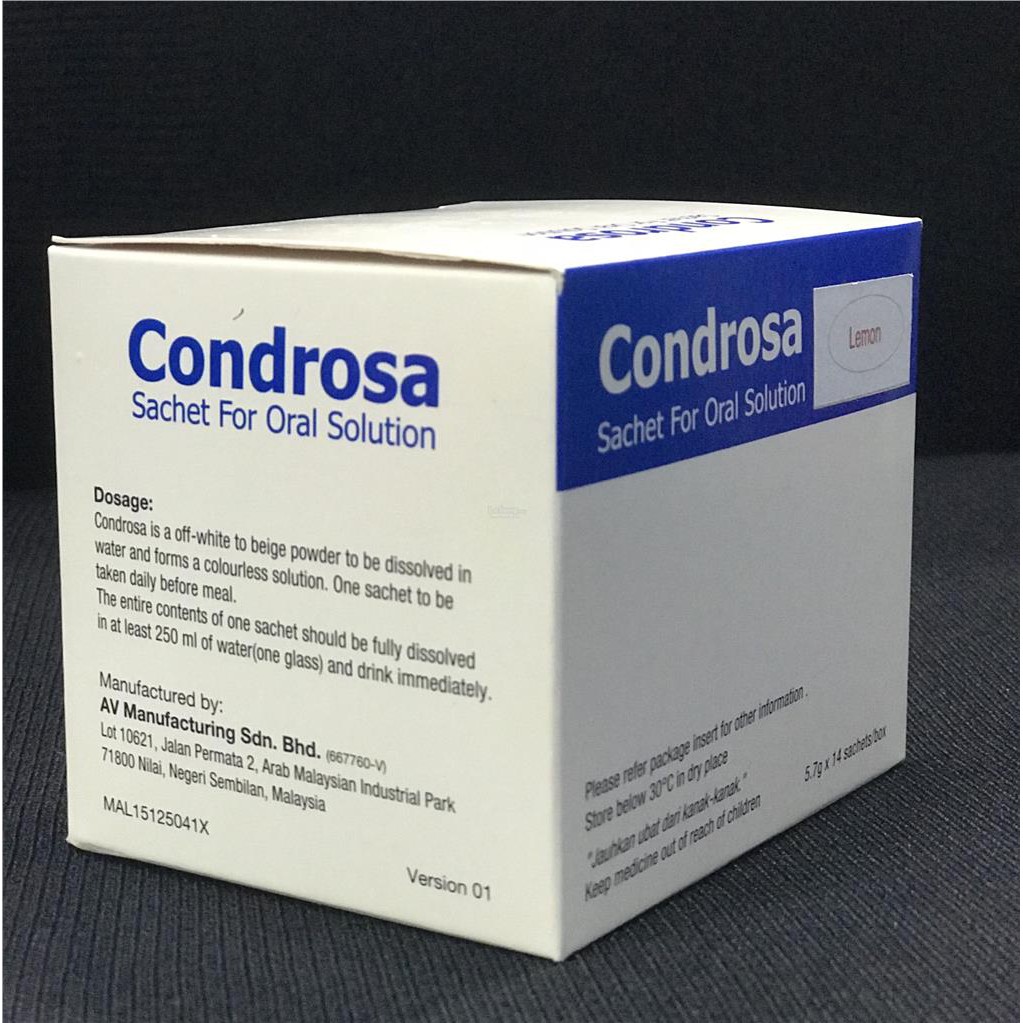 Condrosa
Condrosa
Sachet For Oral Solution
Dosage:
Condrosa is a off-white to beige powder to be dissolved in
water and forms a colourless solution. One sachet to be
taken daily before meal.
The entire contents of one sachet should be fully dissolved
in at least 250 ml of water(one glass) and drink immediately.
Manufactured by:
AV Manufacturing Sdn. Bhd. (667760-V)
Lot 10621, Jalan Permata 2, Arab Malaysian Industrial Park
71800 Nilai, Negeri Sembilan, Malaysia
MAL15125041X
Version 01
Condrosa
Sachet For Oral Solution
Lemon
Please refer package insert for other information .
Store below 30°C in dry place
5.7g x 14 sachets/box
"Jauhkan ubat dari kanak-kanak."
Keep medicine out of reach of children